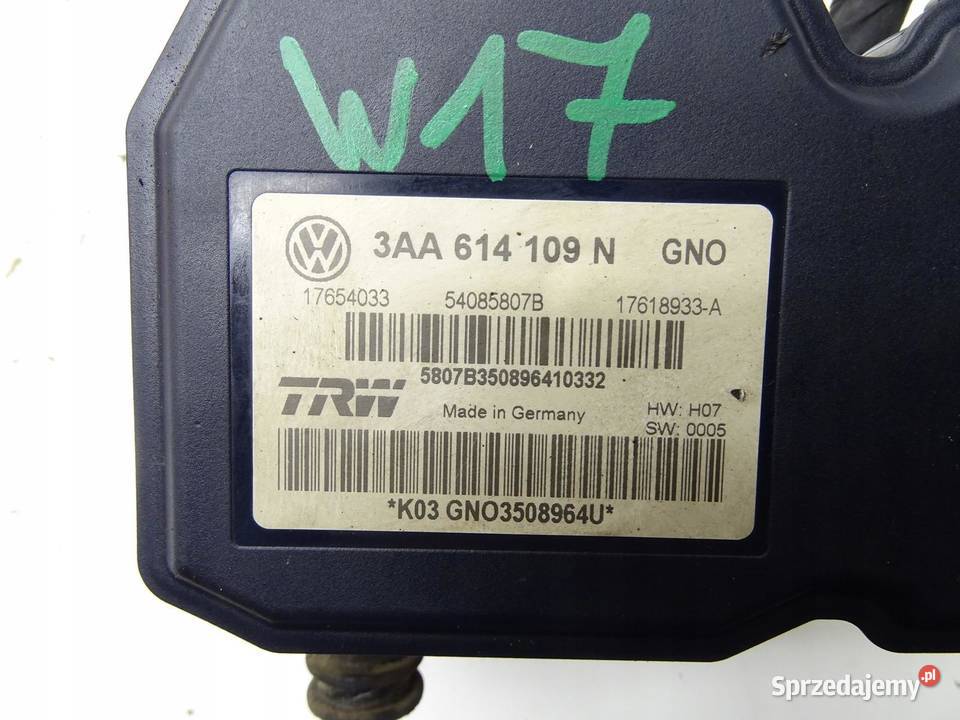 W17
3AA 614 109 N GNO
17654033 54085807B 17618933-A
5807B350896410332
TRW Made in Germany HW: H07
SW: 0005
*K03 GNO3508964U*
Sprzedajemy.pl